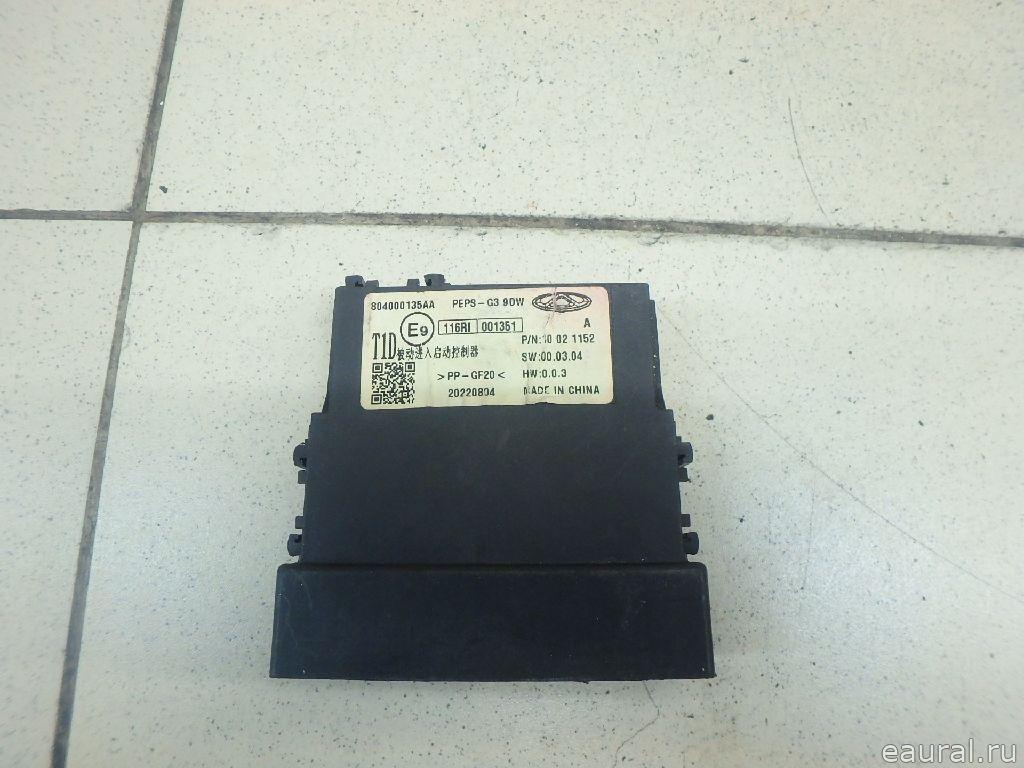 804000135AA PEPS-G3 9DW
E9 116RI 001351 A
T1D 被动进入启动控制器 P/N:10 02 1152
SW:00.03.04
>PP-GF20< HW:0.0.3
20220804 MADE IN CHINA
eaural.ru